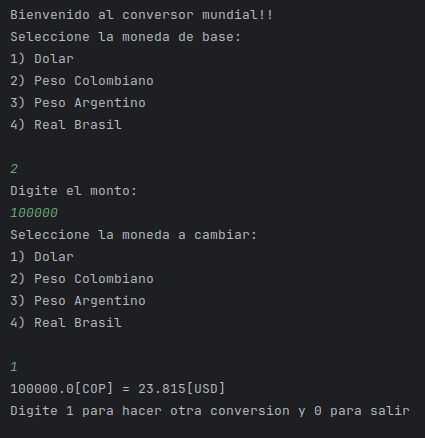 Bienvenido al conversor mundial!!
Seleccione la moneda de base:
1) Dolar
2) Peso Colombiano
3) Peso Argentino
4) Real Brasil
2
Digite el monto:
100000
Seleccione la moneda a cambiar:
1) Dolar
2) Peso Colombiano
3) Peso Argentino
4) Real Brasil
1
100000.0[COP] = 23.815[USD]
Digite 1 para hacer otra conversion y 0 para salir